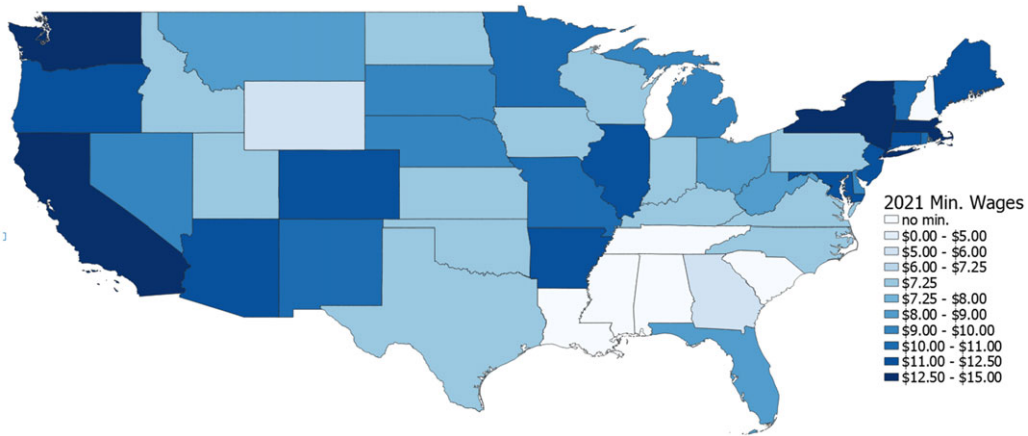 2021 Min. Wages
no min.
$0.00 - $5.00
$5.00 - $6.00
$6.00 - $7.25
$7.25
$7.25 - $8.00
$8.00 - $9.00
$9.00 - $10.00
$10.00 - $11.00
$11.00 - $12.50
$12.50 - $15.00